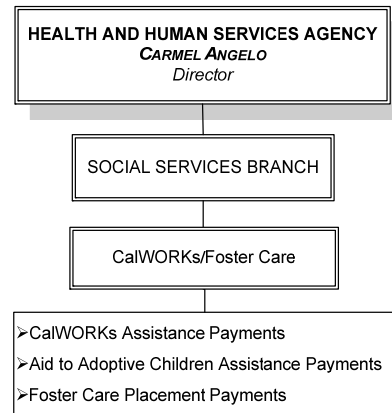 HEALTH AND HUMAN SERVICES AGENCY
CARMEL ANGELO
Director
SOCIAL SERVICES BRANCH
CalWORKs/Foster Care
➢CalWORKs Assistance Payments
➢Aid to Adoptive Children Assistance Payments
➢Foster Care Placement Payments